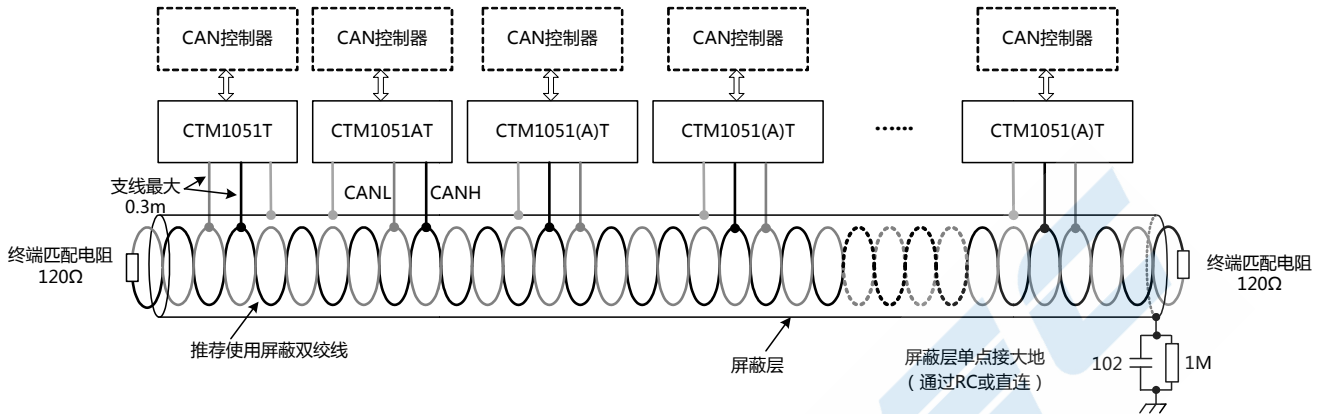 CAN控制器
CAN控制器
CAN控制器
CAN控制器
CAN控制器
CTM1051T
CTM1051AT
CTM1051(A)T
CTM1051(A)T
······
CTM1051(A)T
支线最大
0.3m
CANL
CANH
终端匹配电阻
120Ω
终端匹配电阻
120Ω
推荐使用屏蔽双绞线
屏蔽层
屏蔽层单点接大地
（通过RC或直连）
102
1M